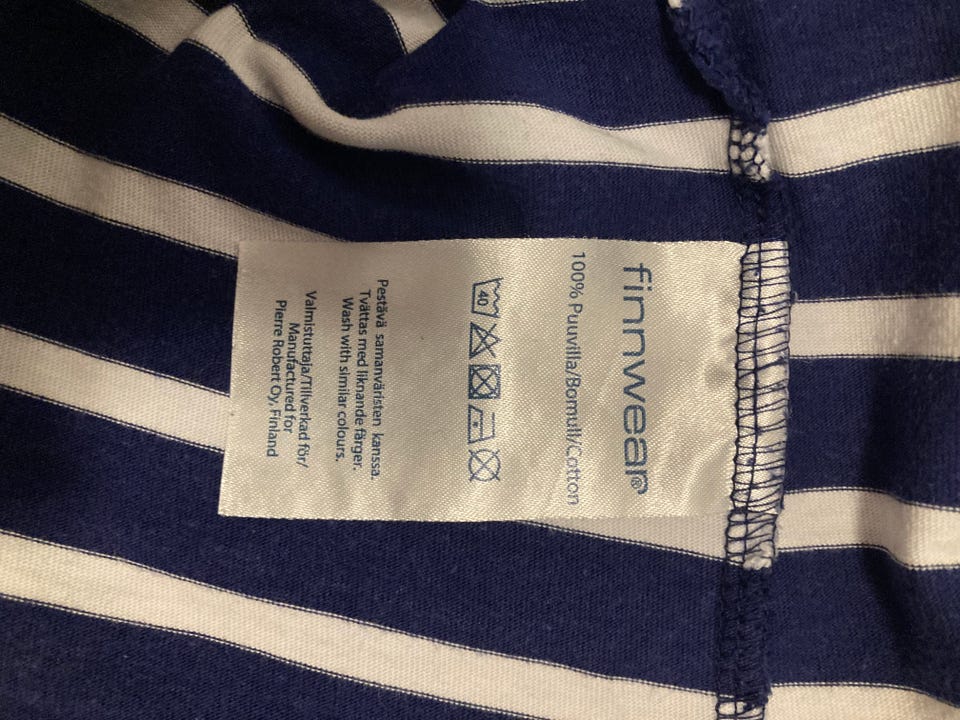 finnwear®
100% Puuvilla/Bomull/Cotton
40
Pestävä samanväristen kanssa.
Tvättas med liknande färger.
Wash with similar colours.
Valmistuttaja/Tillverkad för/
Manufactured for
Pierre Robert Oy, Finland